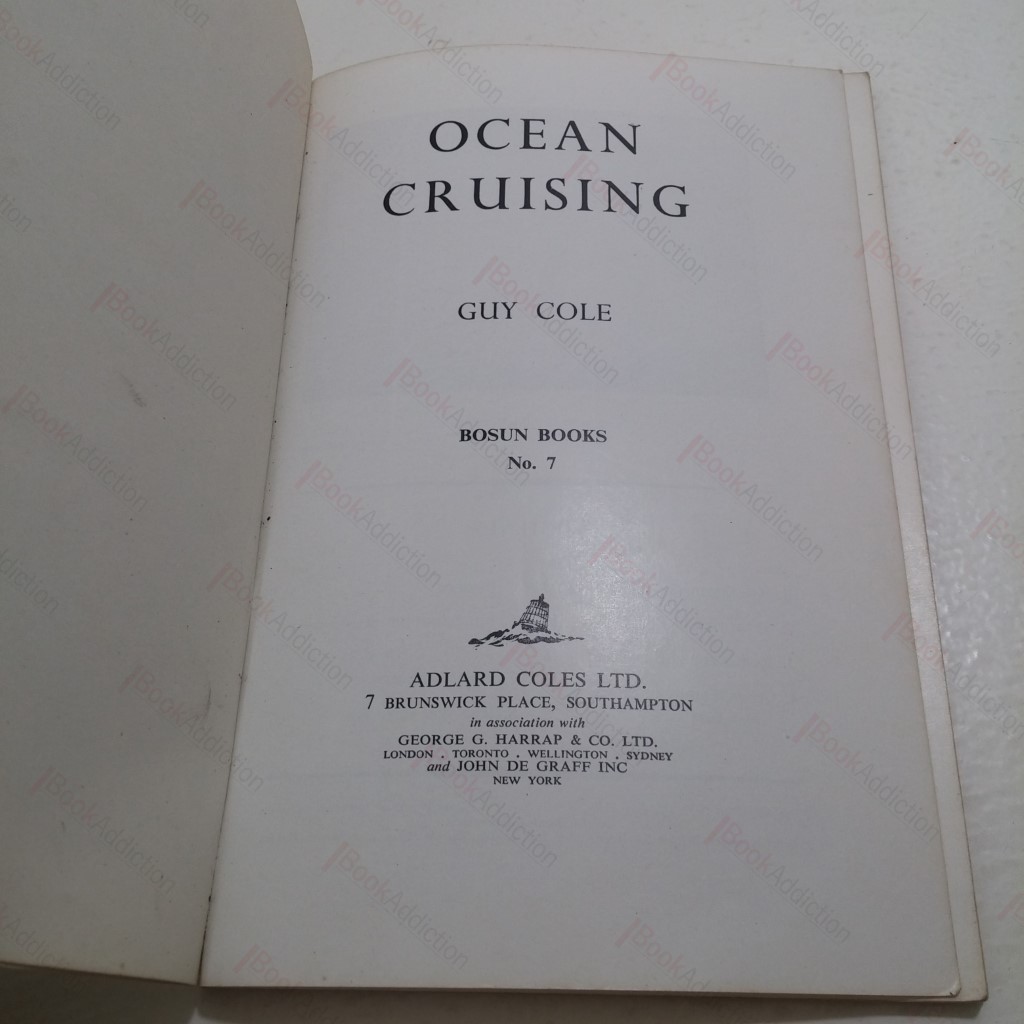 OCEAN
CRUISING
GUY COLE
BOSUN BOOKS
No. 7
ADLARD COLES LTD.
7 BRUNSWICK PLACE, SOUTHAMPTON
in association with
GEORGE G. HARRAP & CO. LTD.
LONDON . TORONTO . WELLINGTON . SYDNEY
and JOHN DE GRAFF INC
NEW YORK
BookAddiction